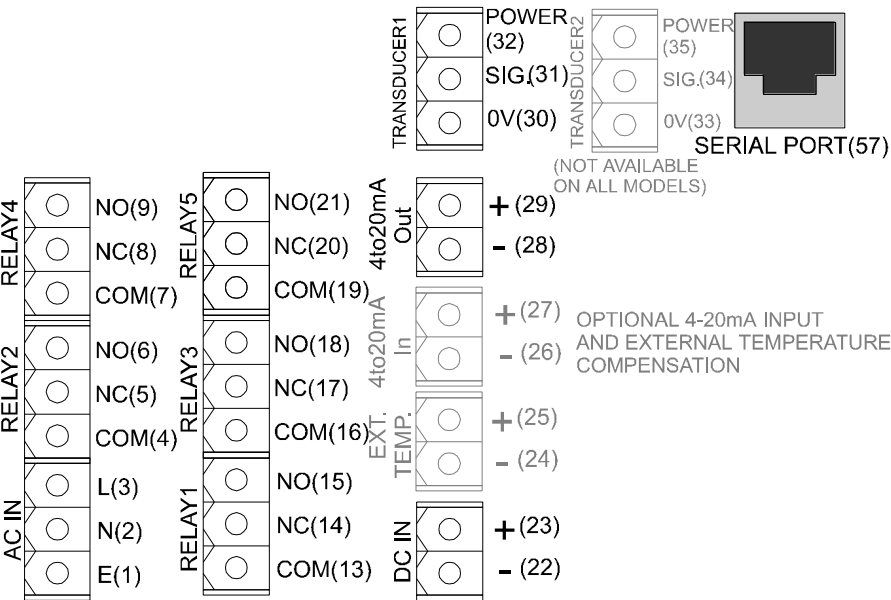 TRANSDUCER1
POWER
(32)
SIG.(31)
0V(30)
TRANSDUCER2
POWER
(35)
SIG.(34)
0V(33)
(NOT AVAILABLE
ON ALL MODELS)
SERIAL PORT(57)
RELAY4
NO(9)
NC(8)
COM(7)
RELAY2
NO(6)
NC(5)
COM(4)
AC IN
L(3)
N(2)
E(1)
RELAY5
NO(21)
NC(20)
COM(19)
RELAY3
NO(18)
NC(17)
COM(16)
RELAY1
NO(15)
NC(14)
COM(13)
4to20mA
Out
+ (29)
- (28)
4to20mA
In
+ (27)
- (26)
OPTIONAL 4-20mA INPUT
AND EXTERNAL TEMPERATURE
COMPENSATION
EXT.
TEMP.
+ (25)
- (24)
DC IN
+ (23)
- (22)